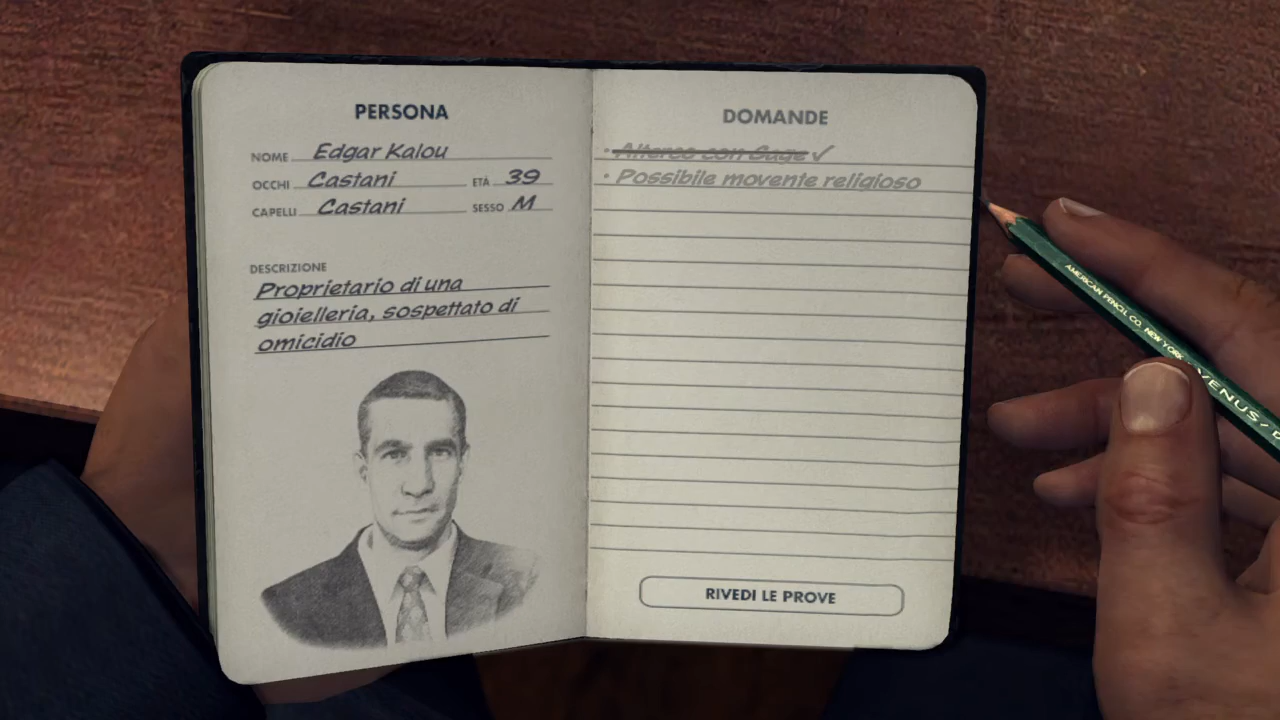 PERSONA
NOME Edgar Kalou
OCCHI Castani ETÀ 39
CAPELLI Castani SESSO M
DESCRIZIONE
Proprietario di una
gioielleria, sospettato di
omicidio
DOMANDE
• Alterco con Gage ✓
• Possibile movente religioso
RIVEDI LE PROVE
AMERICAN PENCIL CO. NEW YORK VENUS